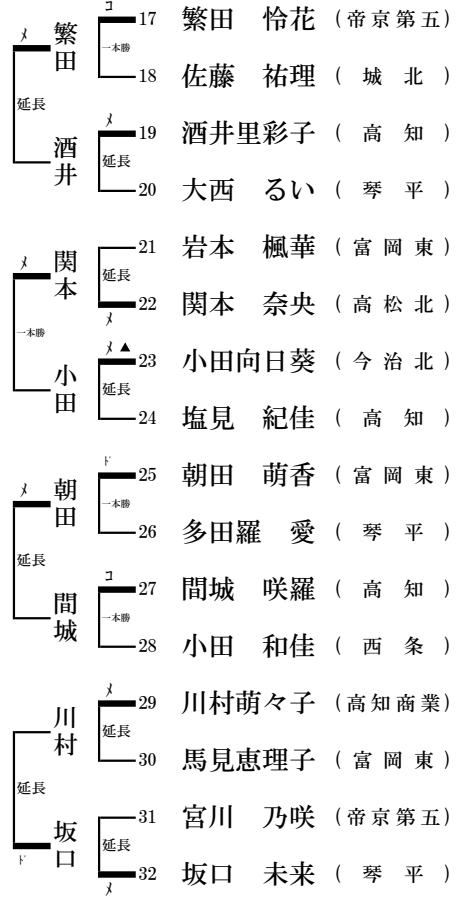 コ
17 繁田 怜花 (帝京第五)
メ 繁田
一本勝
18 佐藤 祐理 (城北)
延長
メ
19 酒井里彩子 (高知)
酒井
延長
20 大西 るい (琴平)
21 岩本 楓華 (富岡東)
メ 関本
延長
22 関本 奈央 (高松北)
メ
一本勝
メ ▲
23 小田向日葵 (今治北)
小田
延長
24 塩見 紀佳 (高知)
ド
25 朝田 萌香 (富岡東)
メ 朝田
一本勝
26 多田羅 愛 (琴平)
延長
コ
27 間城 咲羅 (高知)
間城
一本勝
28 小田 和佳 (西条)
メ
29 川村萌々子 (高知商業)
川村
延長
30 馬見恵理子 (富岡東)
延長
31 宮川 乃咲 (帝京第五)
坂口
延長
ド
32 坂口 未来 (琴平)
メ